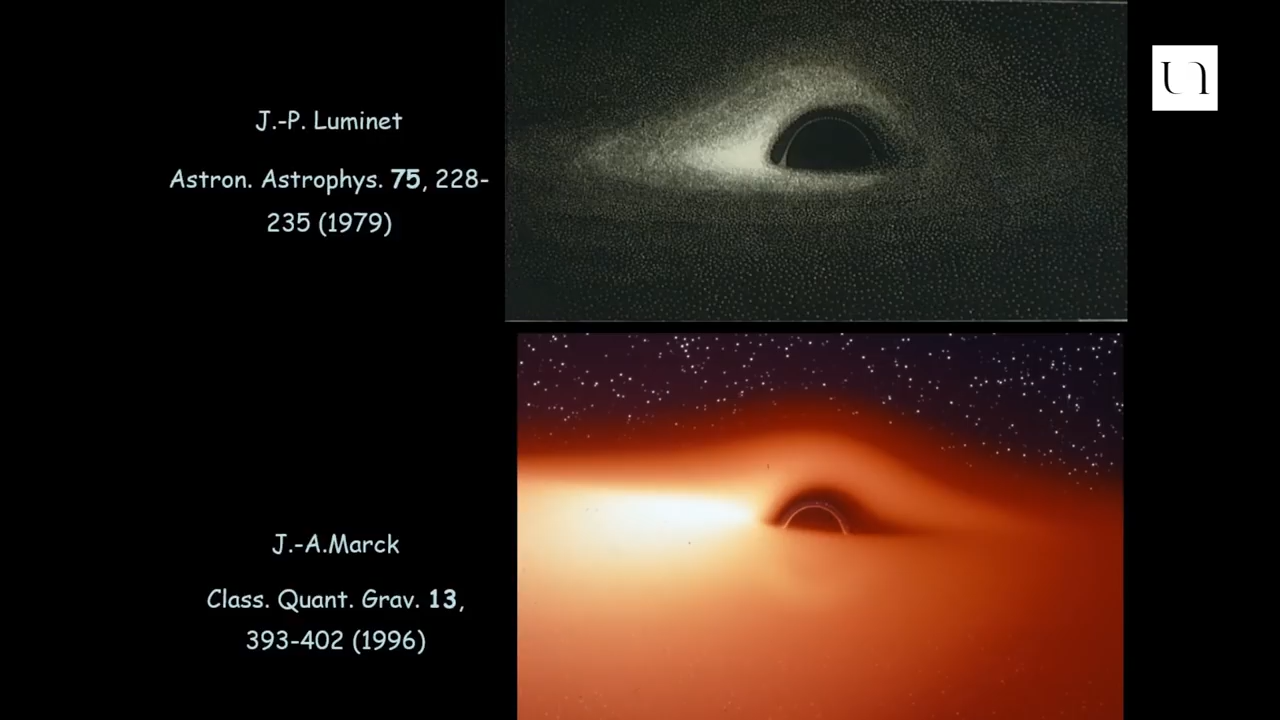 J.-P. Luminet
Astron. Astrophys. 75, 228-
235 (1979)
J.-A.Marck
Class. Quant. Grav. 13,
393-402 (1996)